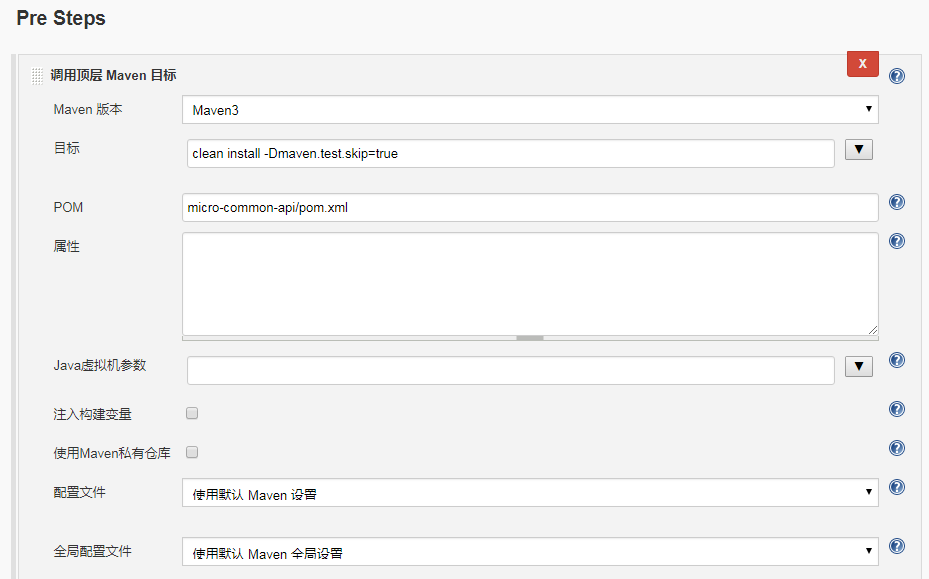 Pre Steps
调用顶层 Maven 目标
X
Maven 版本
Maven3
目标
clean install -Dmaven.test.skip=true
POM
micro-common-api/pom.xml
属性
Java虚拟机参数
注入构建变量
使用Maven私有仓库
配置文件
使用默认 Maven 设置
全局配置文件
使用默认 Maven 全局设置